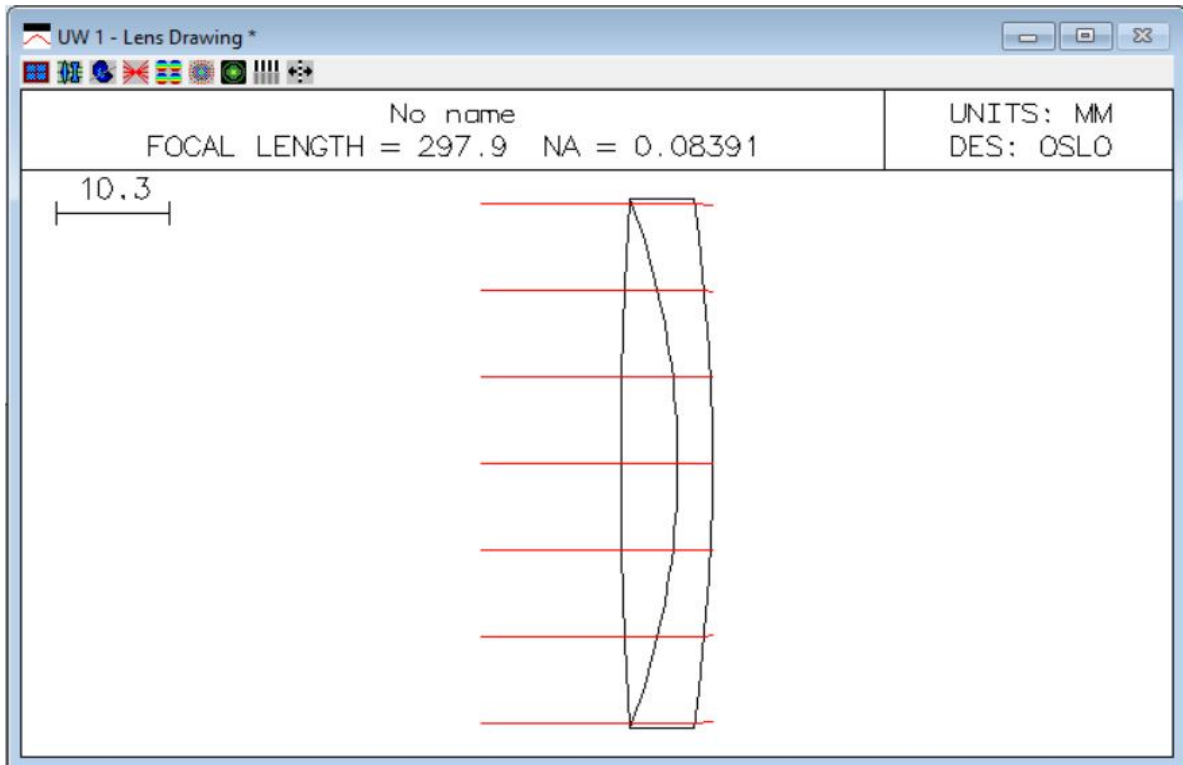 UW 1 - Lens Drawing *
No name
FOCAL LENGTH = 297.9 NA = 0.08391
UNITS: MM
DES: OSLO
10.3